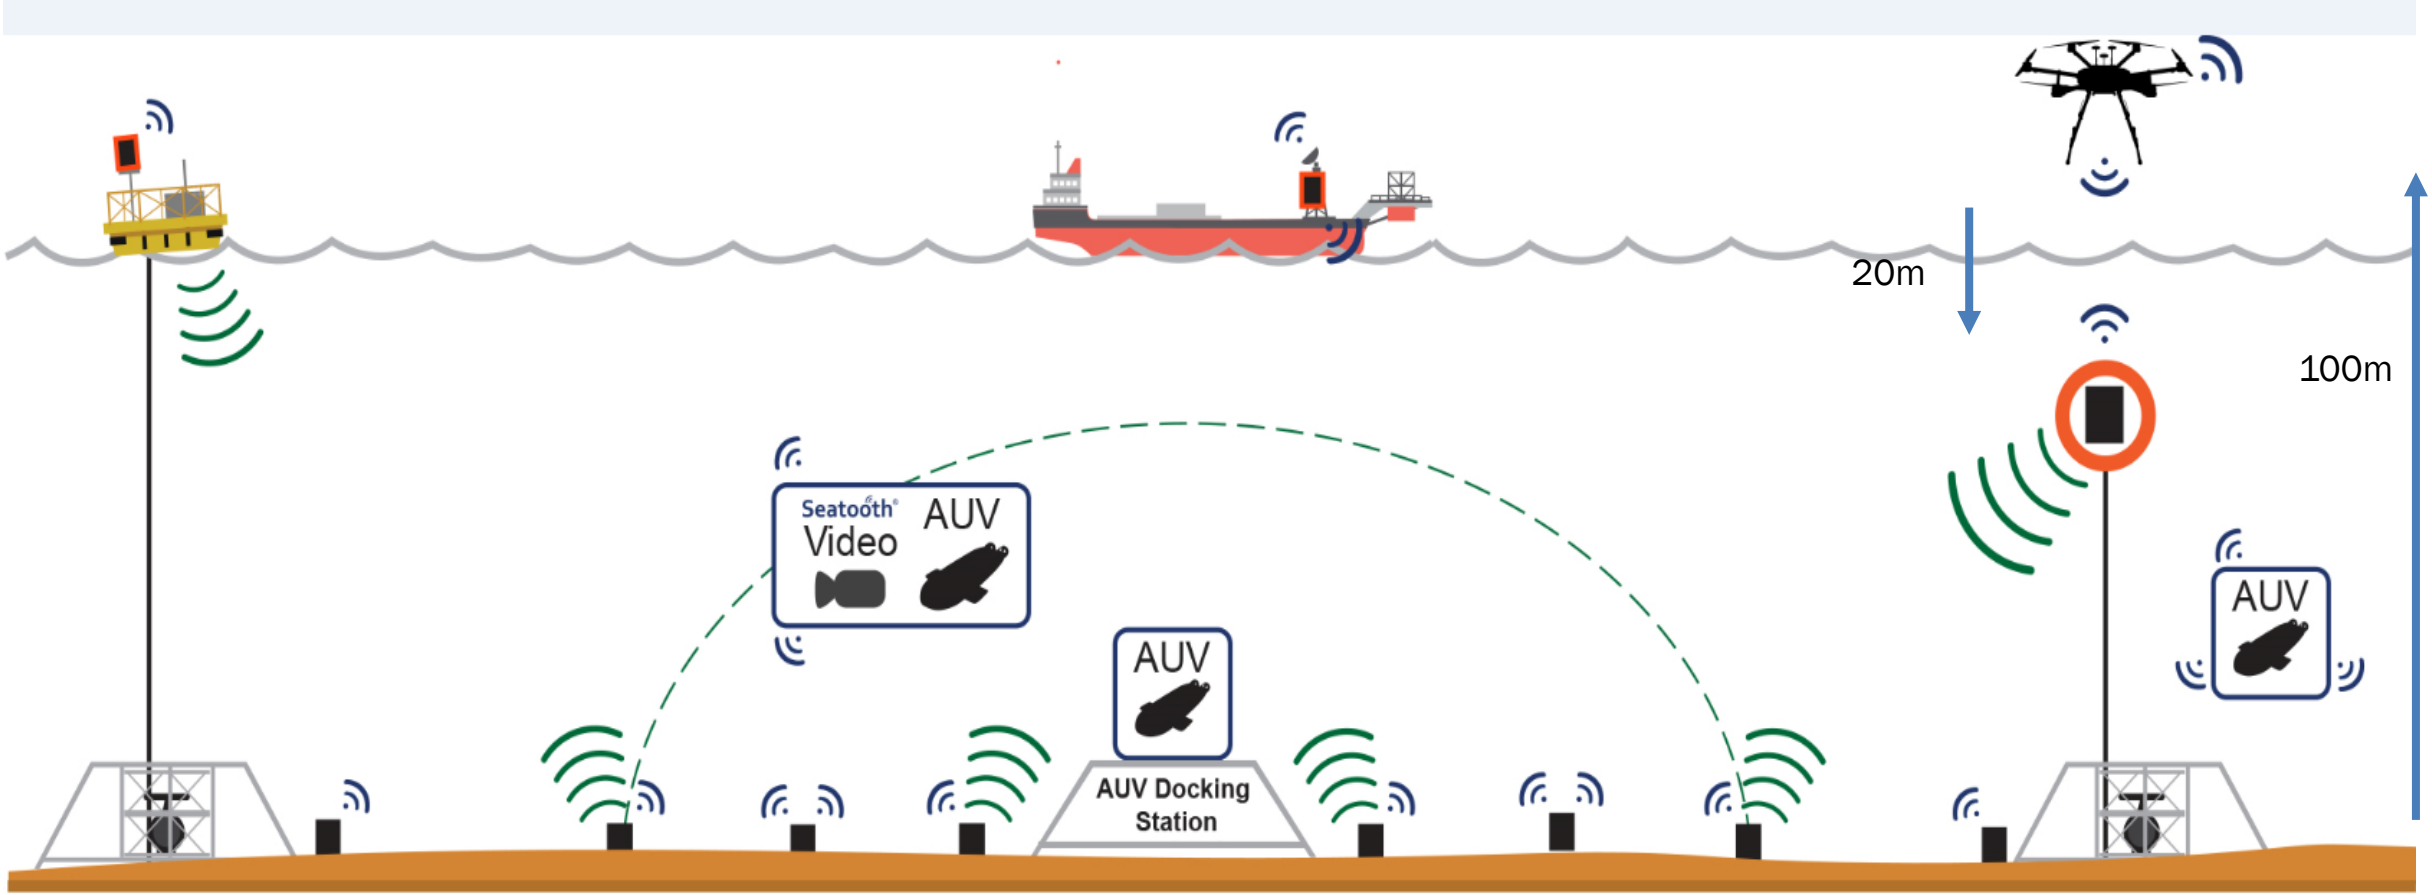 20m
100m
Seatooth® AUV
Video
AUV
AUV
AUV Docking
Station